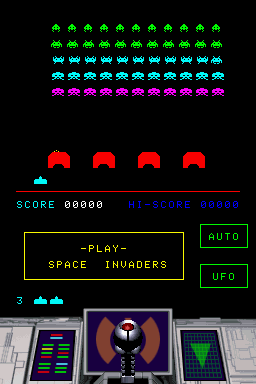 SCORE 00000 HI-SCORE 00000
AUTO
-PLAY-
SPACE INVADERS
UFO
3